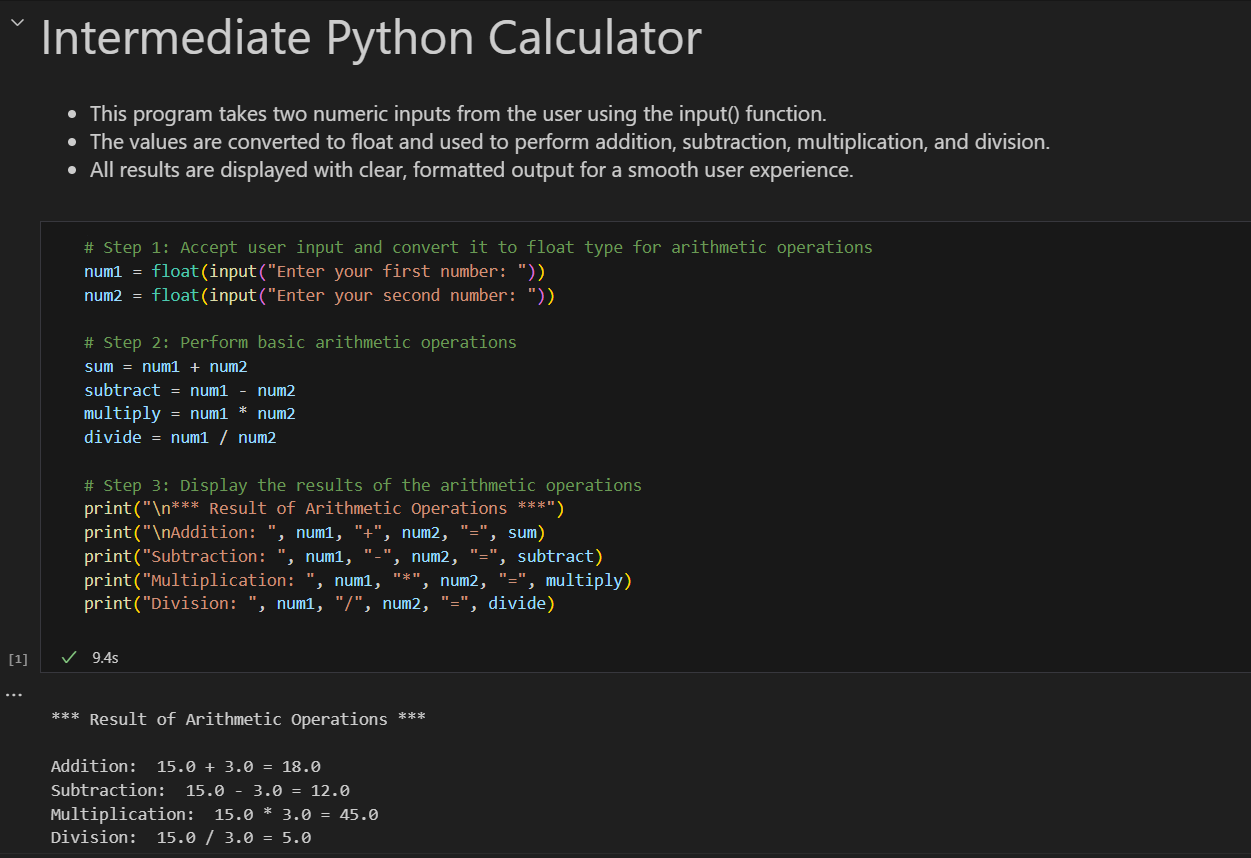 Intermediate Python Calculator
• This program takes two numeric inputs from the user using the input() function.
• The values are converted to float and used to perform addition, subtraction, multiplication, and division.
• All results are displayed with clear, formatted output for a smooth user experience.
# Step 1: Accept user input and convert it to float type for arithmetic operations
num1 = float(input("Enter your first number: "))
num2 = float(input("Enter your second number: "))
# Step 2: Perform basic arithmetic operations
sum = num1 + num2
subtract = num1 - num2
multiply = num1 * num2
divide = num1 / num2
# Step 3: Display the results of the arithmetic operations
print("\n*** Result of Arithmetic Operations ***")
print("\nAddition: ", num1, "+", num2, "=", sum)
print("Subtraction: ", num1, "-", num2, "=", subtract)
print("Multiplication: ", num1, "*", num2, "=", multiply)
print("Division: ", num1, "/", num2, "=", divide)
[1] ✓ 9.4s
...
*** Result of Arithmetic Operations ***
Addition:  15.0 + 3.0 = 18.0
Subtraction:  15.0 - 3.0 = 12.0
Multiplication:  15.0 * 3.0 = 45.0
Division:  15.0 / 3.0 = 5.0